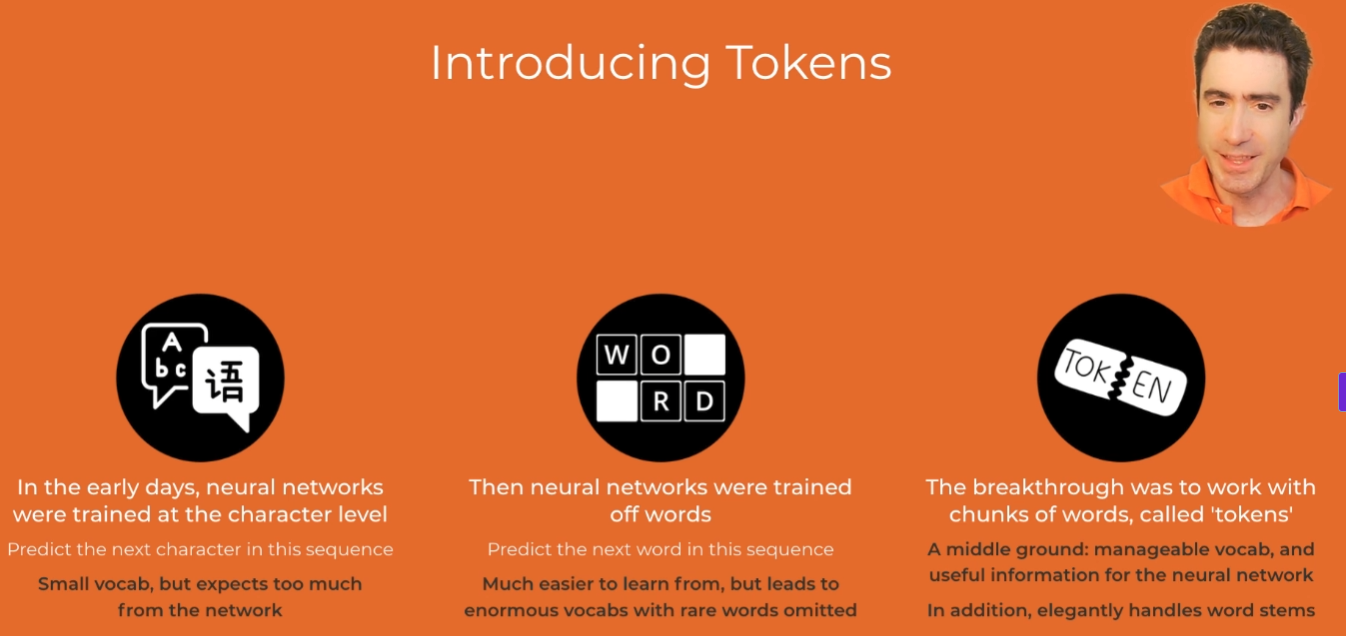 Introducing Tokens
A
bc
语
W O
R D
TOK EN
In the early days, neural networks
were trained at the character level
Predict the next character in this sequence
Small vocab, but expects too much
from the network
Then neural networks were trained
off words
Predict the next word in this sequence
Much easier to learn from, but leads to
enormous vocabs with rare words omitted
The breakthrough was to work with
chunks of words, called 'tokens'
A middle ground: manageable vocab, and
useful information for the neural network
In addition, elegantly handles word stems